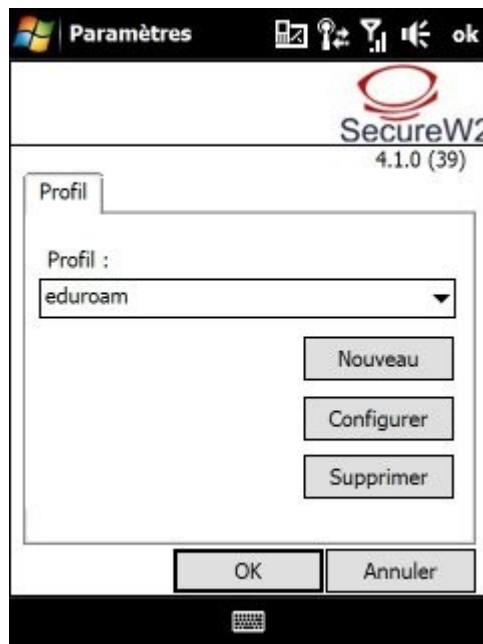 Paramètres ok
SecureW2
4.1.0 (39)
Profil
Profil :
eduroam
Nouveau
Configurer
Supprimer
OK Annuler